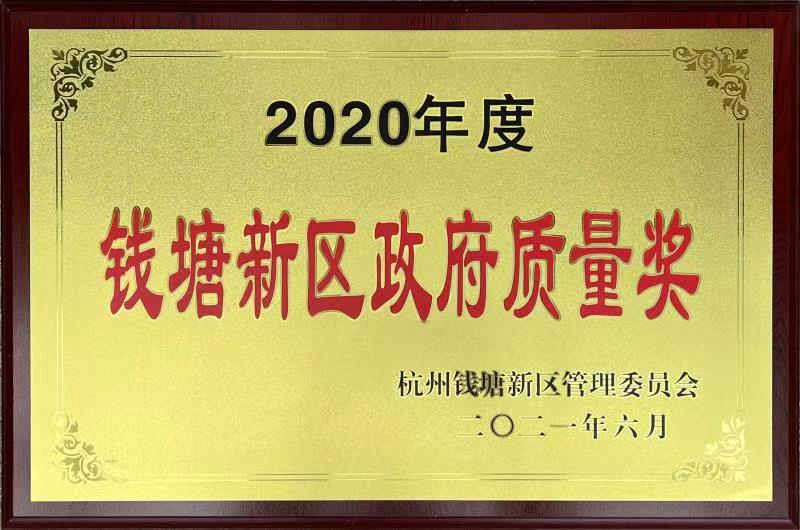 2020年度
钱塘新区政府质量奖
杭州钱塘新区管理委员会
二〇二一年六月